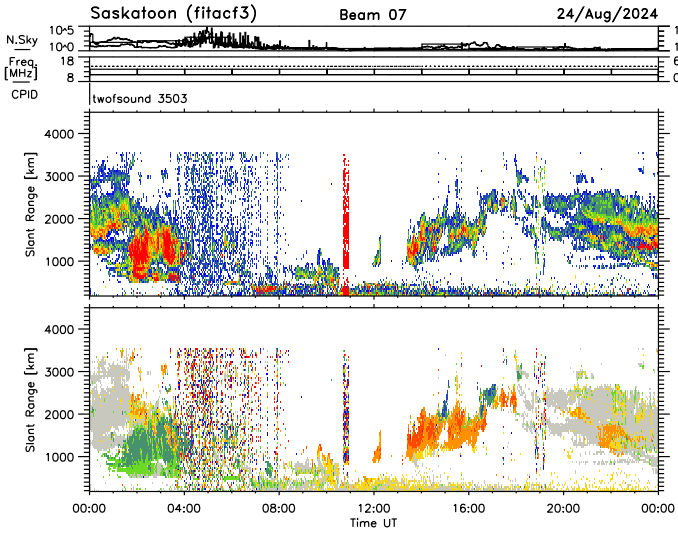 Saskatoon (fitacf3) Beam 07 24/Aug/2024
N.Sky 10^5 10^0 1 1
Freq. [MHz] 18 8 6 0
CPID twofsound 3503
Slant Range [km] 4000 3000 2000 1000
Slant Range [km] 4000 3000 2000 1000
00:00 04:00 08:00 12:00 16:00 20:00 00:00
Time UT